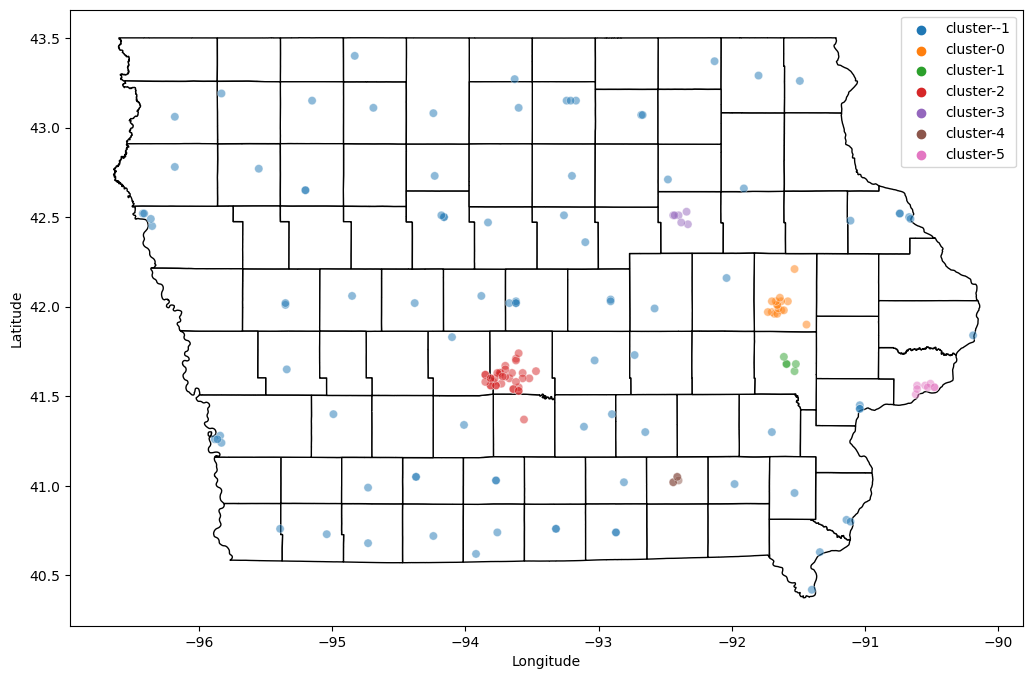 cluster--1
cluster-0
cluster-1
cluster-2
cluster-3
cluster-4
cluster-5
43.5
43.0
42.5
42.0
41.5
41.0
40.5
Latitude
−96
−95
−94
−93
−92
−91
−90
Longitude